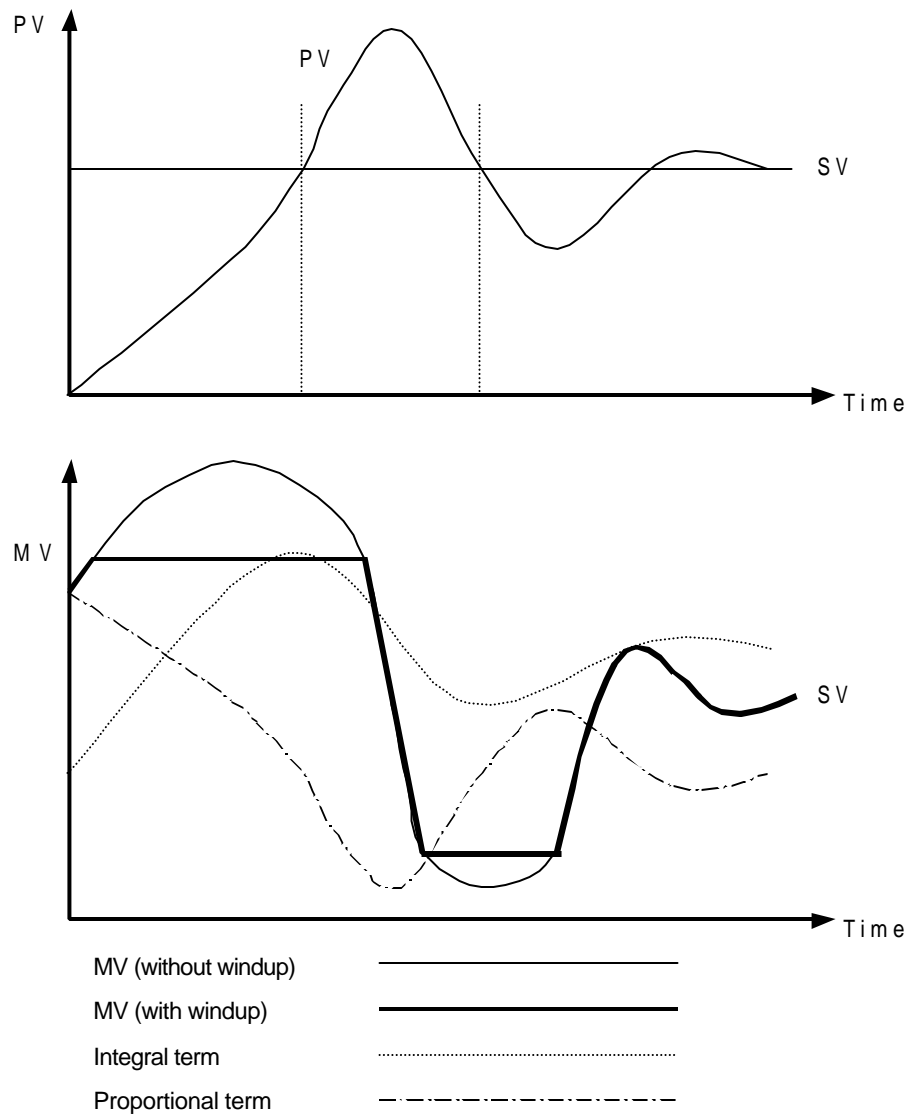 PV
PV
SV
Time
MV
SV
Time
MV (without windup)
MV (with windup)
Integral term
Proportional term